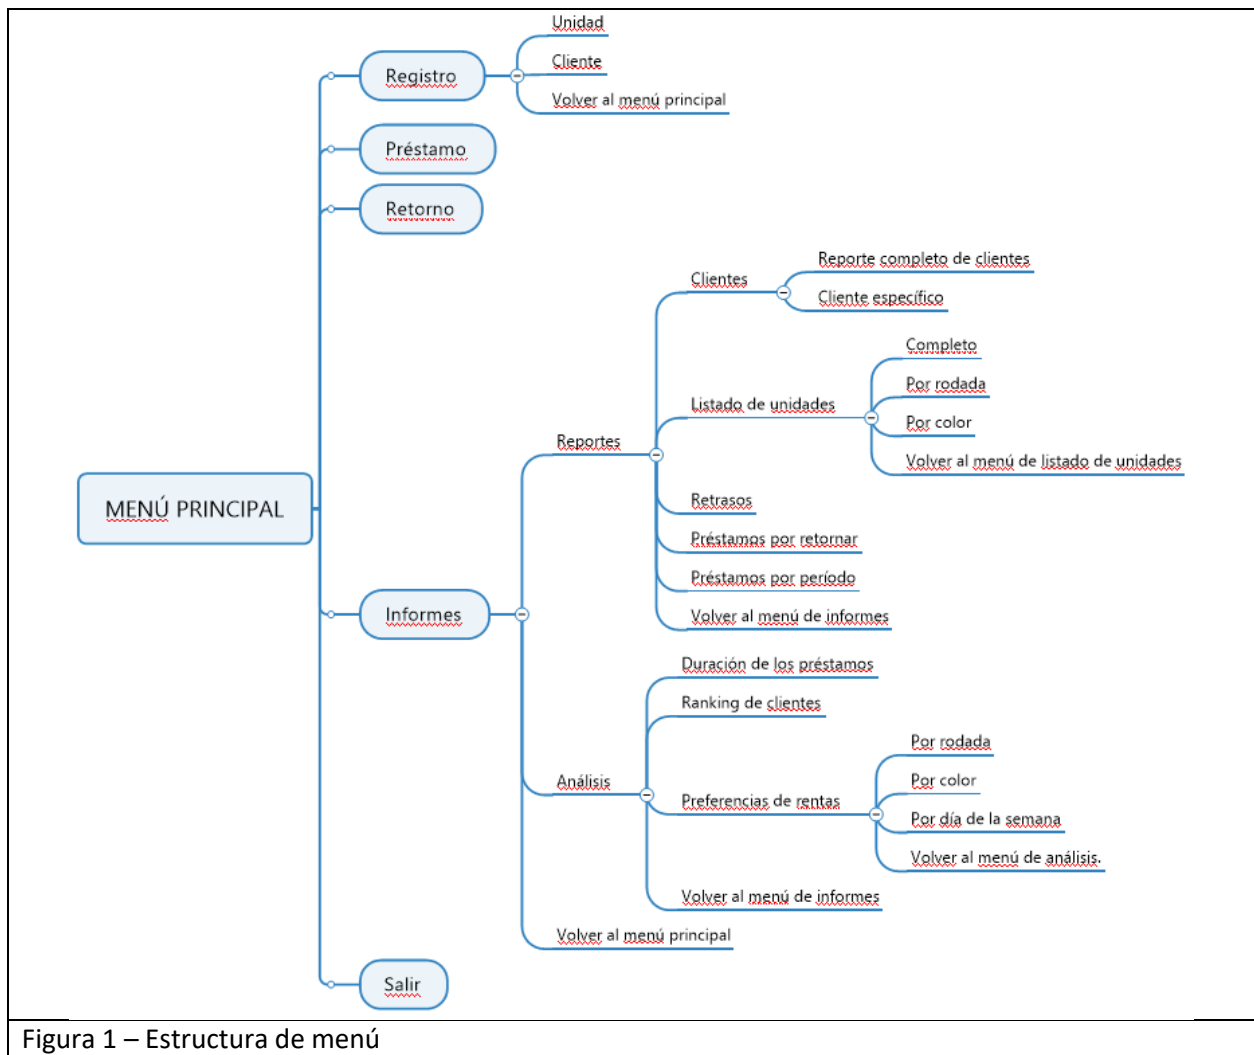 Unidad
Registro
Cliente
Volver al menú principal
Préstamo
Retorno
Reporte completo de clientes
Clientes
Cliente específico
Completo
Por rodada
Listado de unidades
Por color
Reportes
Volver al menú de listado de unidades
Retrasos
MENÚ PRINCIPAL
Préstamos por retornar
Préstamos por período
Informes
Volver al menú de informes
Duración de los préstamos
Ranking de clientes
Por rodada
Análisis
Por color
Preferencias de rentas
Por día de la semana
Volver al menú de análisis.
Volver al menú de informes
Volver al menú principal
Salir
Figura 1 – Estructura de menú